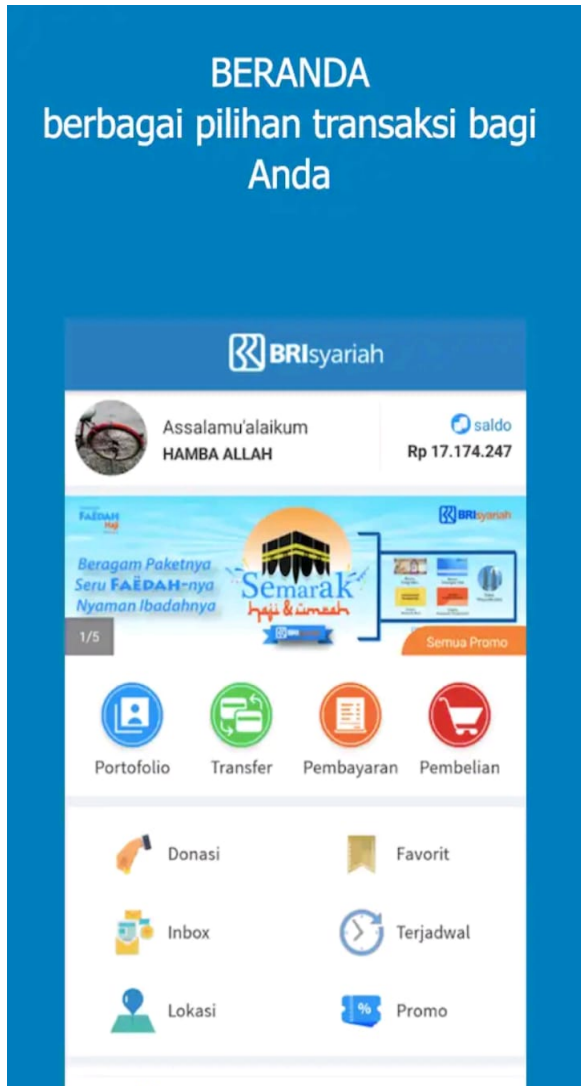 BERANDA
berbagai pilihan transaksi bagi
Anda
BRIsyariah
Assalamu'alaikum
HAMBA ALLAH
saldo
Rp 17.174.247
FAEDAH
Haji
BRIsyariah
Beragam Paketnya
Seru FAEDAH-nya
Nyaman Ibadahnya
Semarak
haji & umrah
1/5
Semua Promo
Portofolio
Transfer
Pembayaran
Pembelian
Donasi
Favorit
Inbox
Terjadwal
Lokasi
% Promo